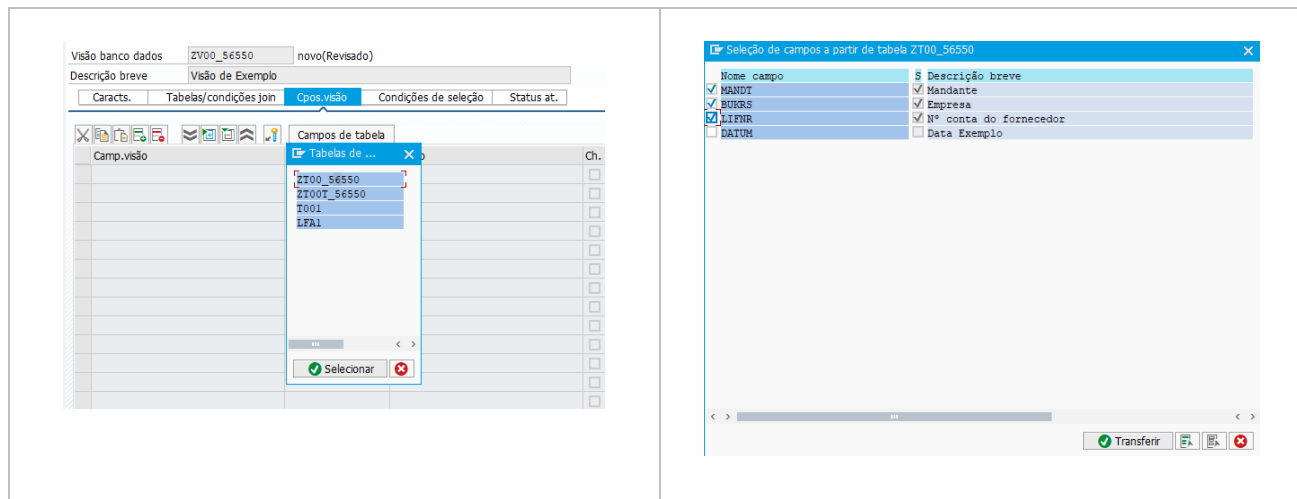 Visão banco dados ZV00_56550 novo(Revisado)
Descrição breve Visão de Exemplo
Caracts. Tabelas/condições join Cpos.visão Condições de seleção Status at.
Campos de tabela
Camp.visão Ch.
Tabelas de ...
ZT00_56550
ZT00T_56550
T001
LFA1
Selecionar
Seleção de campos a partir de tabela ZT00_56550
Nome campo S Descrição breve
MANDT Mandante
BUKRS Empresa
LIFNR Nº conta do fornecedor
DATUM Data Exemplo
Transferir